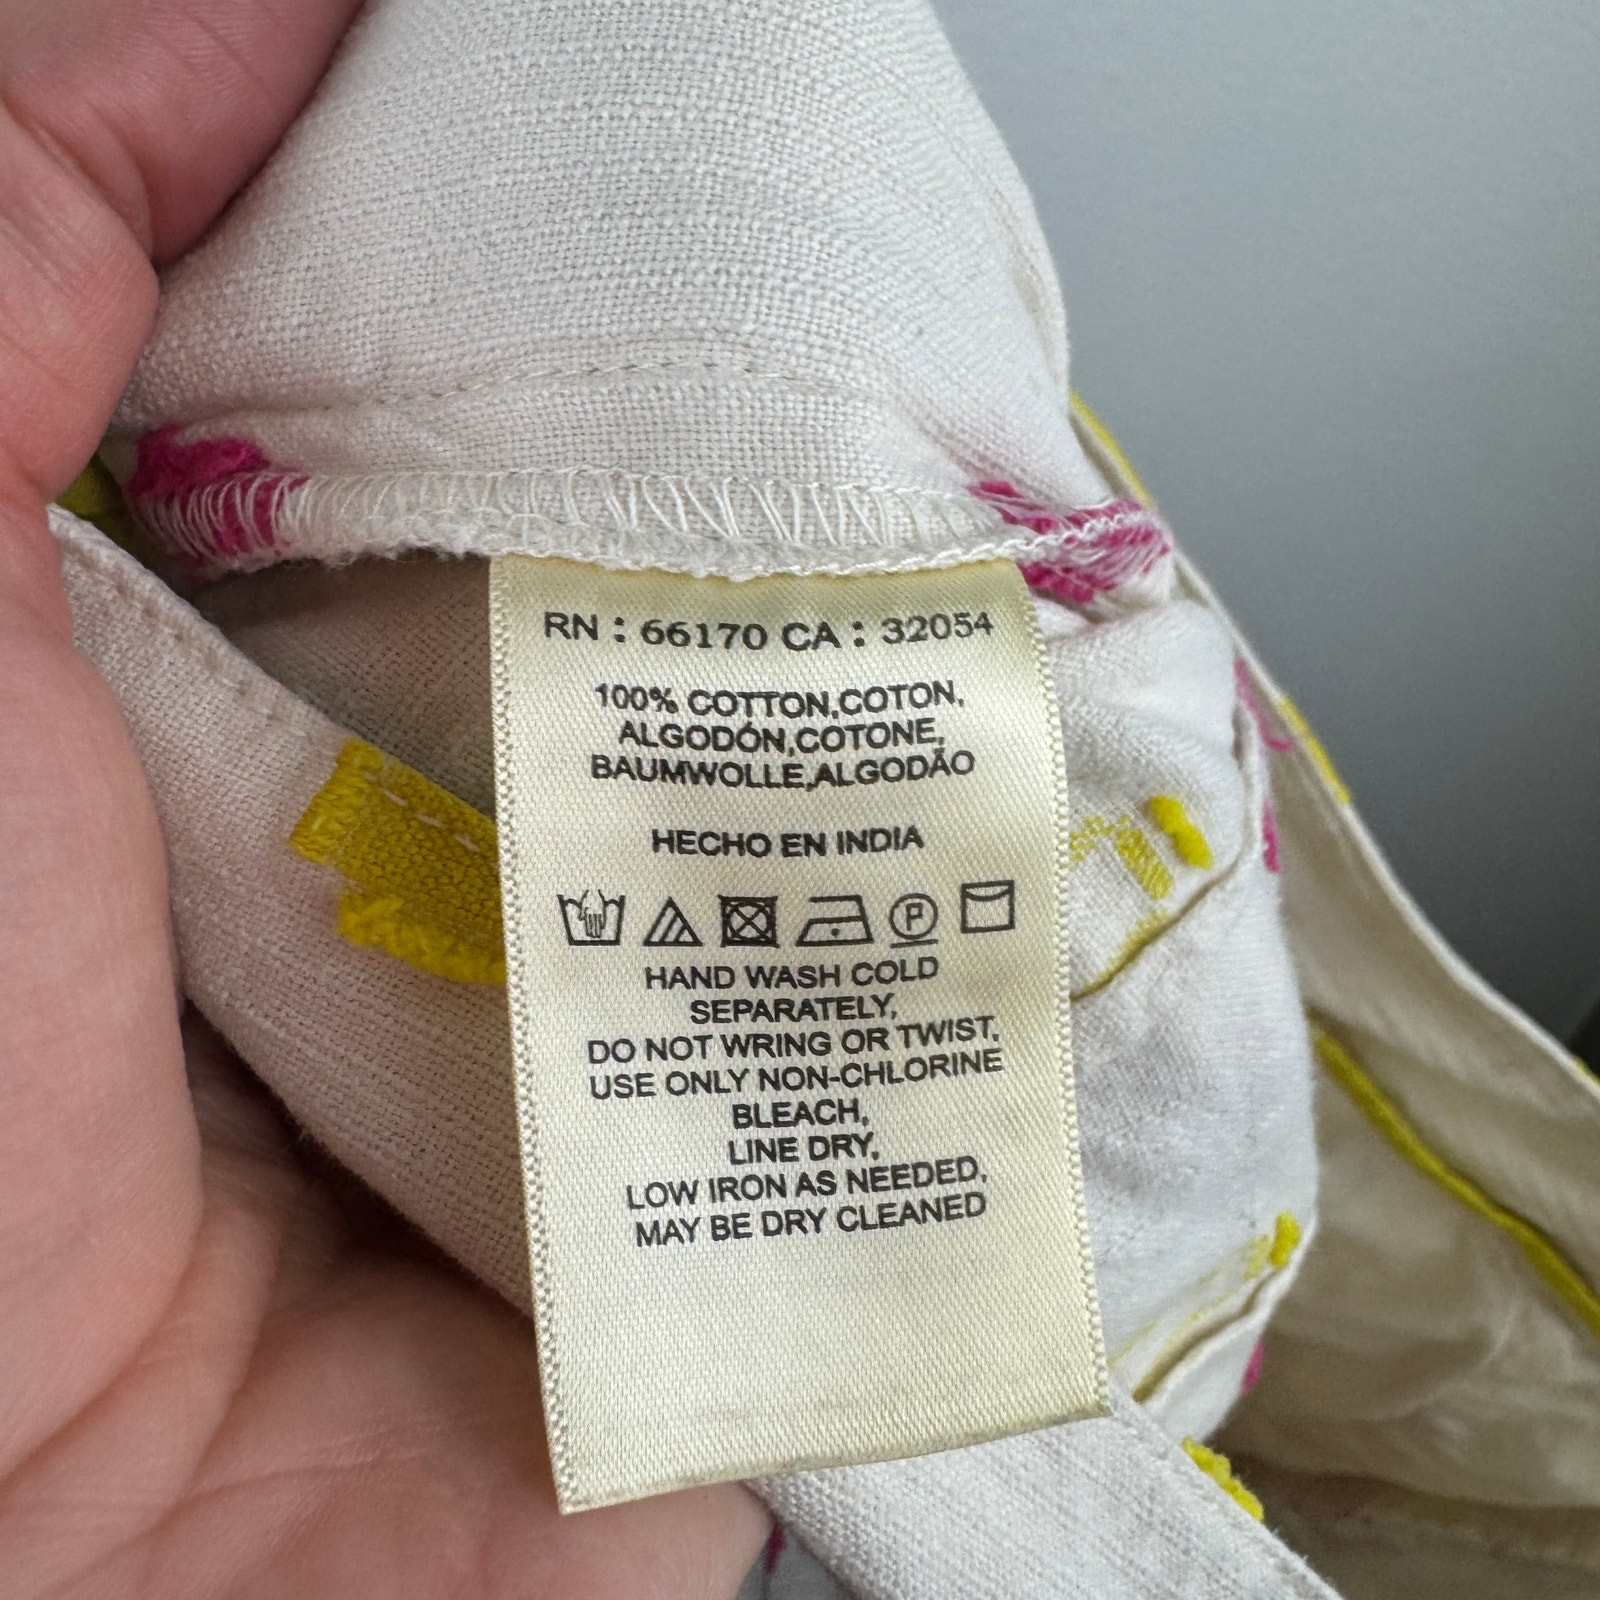 RN : 66170 CA : 32054
100% COTTON,COTON,
ALGODÓN,COTONE,
BAUMWOLLE,ALGODÃO
HECHO EN INDIA
P
HAND WASH COLD
SEPARATELY,
DO NOT WRING OR TWIST,
USE ONLY NON-CHLORINE
BLEACH,
LINE DRY,
LOW IRON AS NEEDED,
MAY BE DRY CLEANED